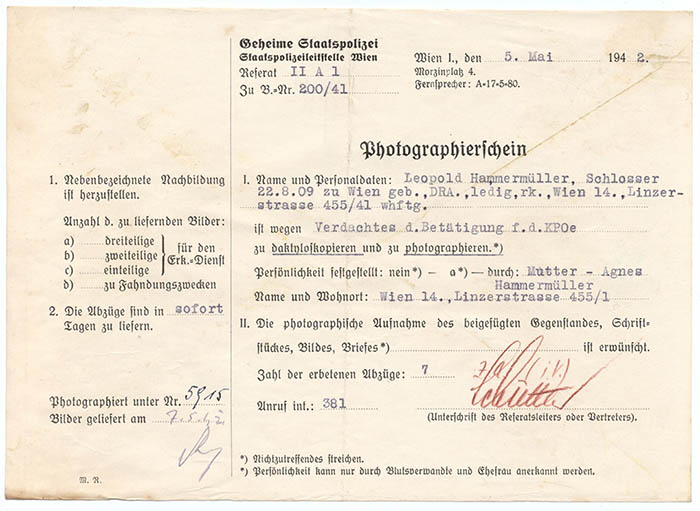 Geheime Staatspolizei
Staatspolizeileitstelle Wien
Referat II A 1
Zu B.-Nr. 200/41
Wien I., den 5. Mai 1942.
Morzinplatz 4.
Fernsprecher: A-17-5-80.
Photographierschein
1. Nebenbezeichnete Nachbildung
ist herzustellen.
Anzahl d. zu liefernden Bilder:
a) dreiteilige
b) zweiteilige
c) einteilige
für den
Erk.-Dienst
d) zu Fahndungszwecken
2. Die Abzüge sind in sofort
Tagen zu liefern.
Photographiert unter Nr. 5915
Bilder geliefert am 7.5.42
M. R.
I. Name und Personaldaten: Leopold Hammermüller, Schlosser
22.8.09 zu Wien geb.,DRA.,ledig,rk.,Wien 14.,Linzer-
strasse 455/41 whftg.
ist wegen Verdachtes d.Betätigung f.d.KPOe
zu daktyloskopieren und zu photographieren.*)
Persönlichkeit festgestellt: nein*) – a*) – durch: Mutter - Agnes
Hammermüller
Name und Wohnort: Wien 14.,Linzerstrasse 455/1
II. Die photographische Aufnahme des beigefügten Gegenstandes, Schrift-
stückes, Bildes, Briefes*) ist erwünscht.
Zahl der erbetenen Abzüge: 7
Anruf int.: 381
(i.V.)
(Unterschrift des Referatsleiters oder Vertreters).
*) Nichtzutreffendes streichen.
*) Persönlichkeit kann nur durch Blutsverwandte und Ehefrau anerkannt werden.